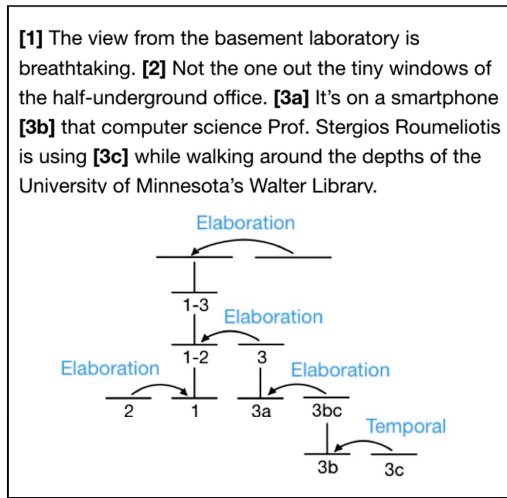 [1] The view from the basement laboratory is
breathtaking. [2] Not the one out the tiny windows of
the half-underground office. [3a] It's on a smartphone
[3b] that computer science Prof. Stergios Roumeliotis
is using [3c] while walking around the depths of the
University of Minnesota's Walter Library.
Elaboration
1-3
Elaboration
1-2 3
Elaboration Elaboration
2 1 3a 3bc
Temporal
3b 3c